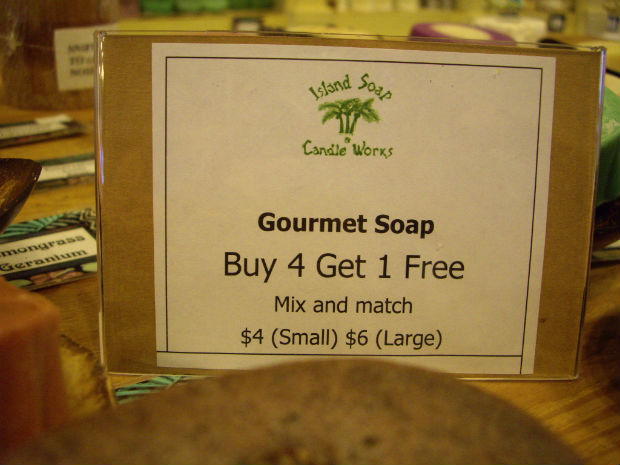 Island Soap
&
Candle Works
Gourmet Soap
Buy 4 Get 1 Free
Mix and match
$4 (Small) $6 (Large)
Geranium